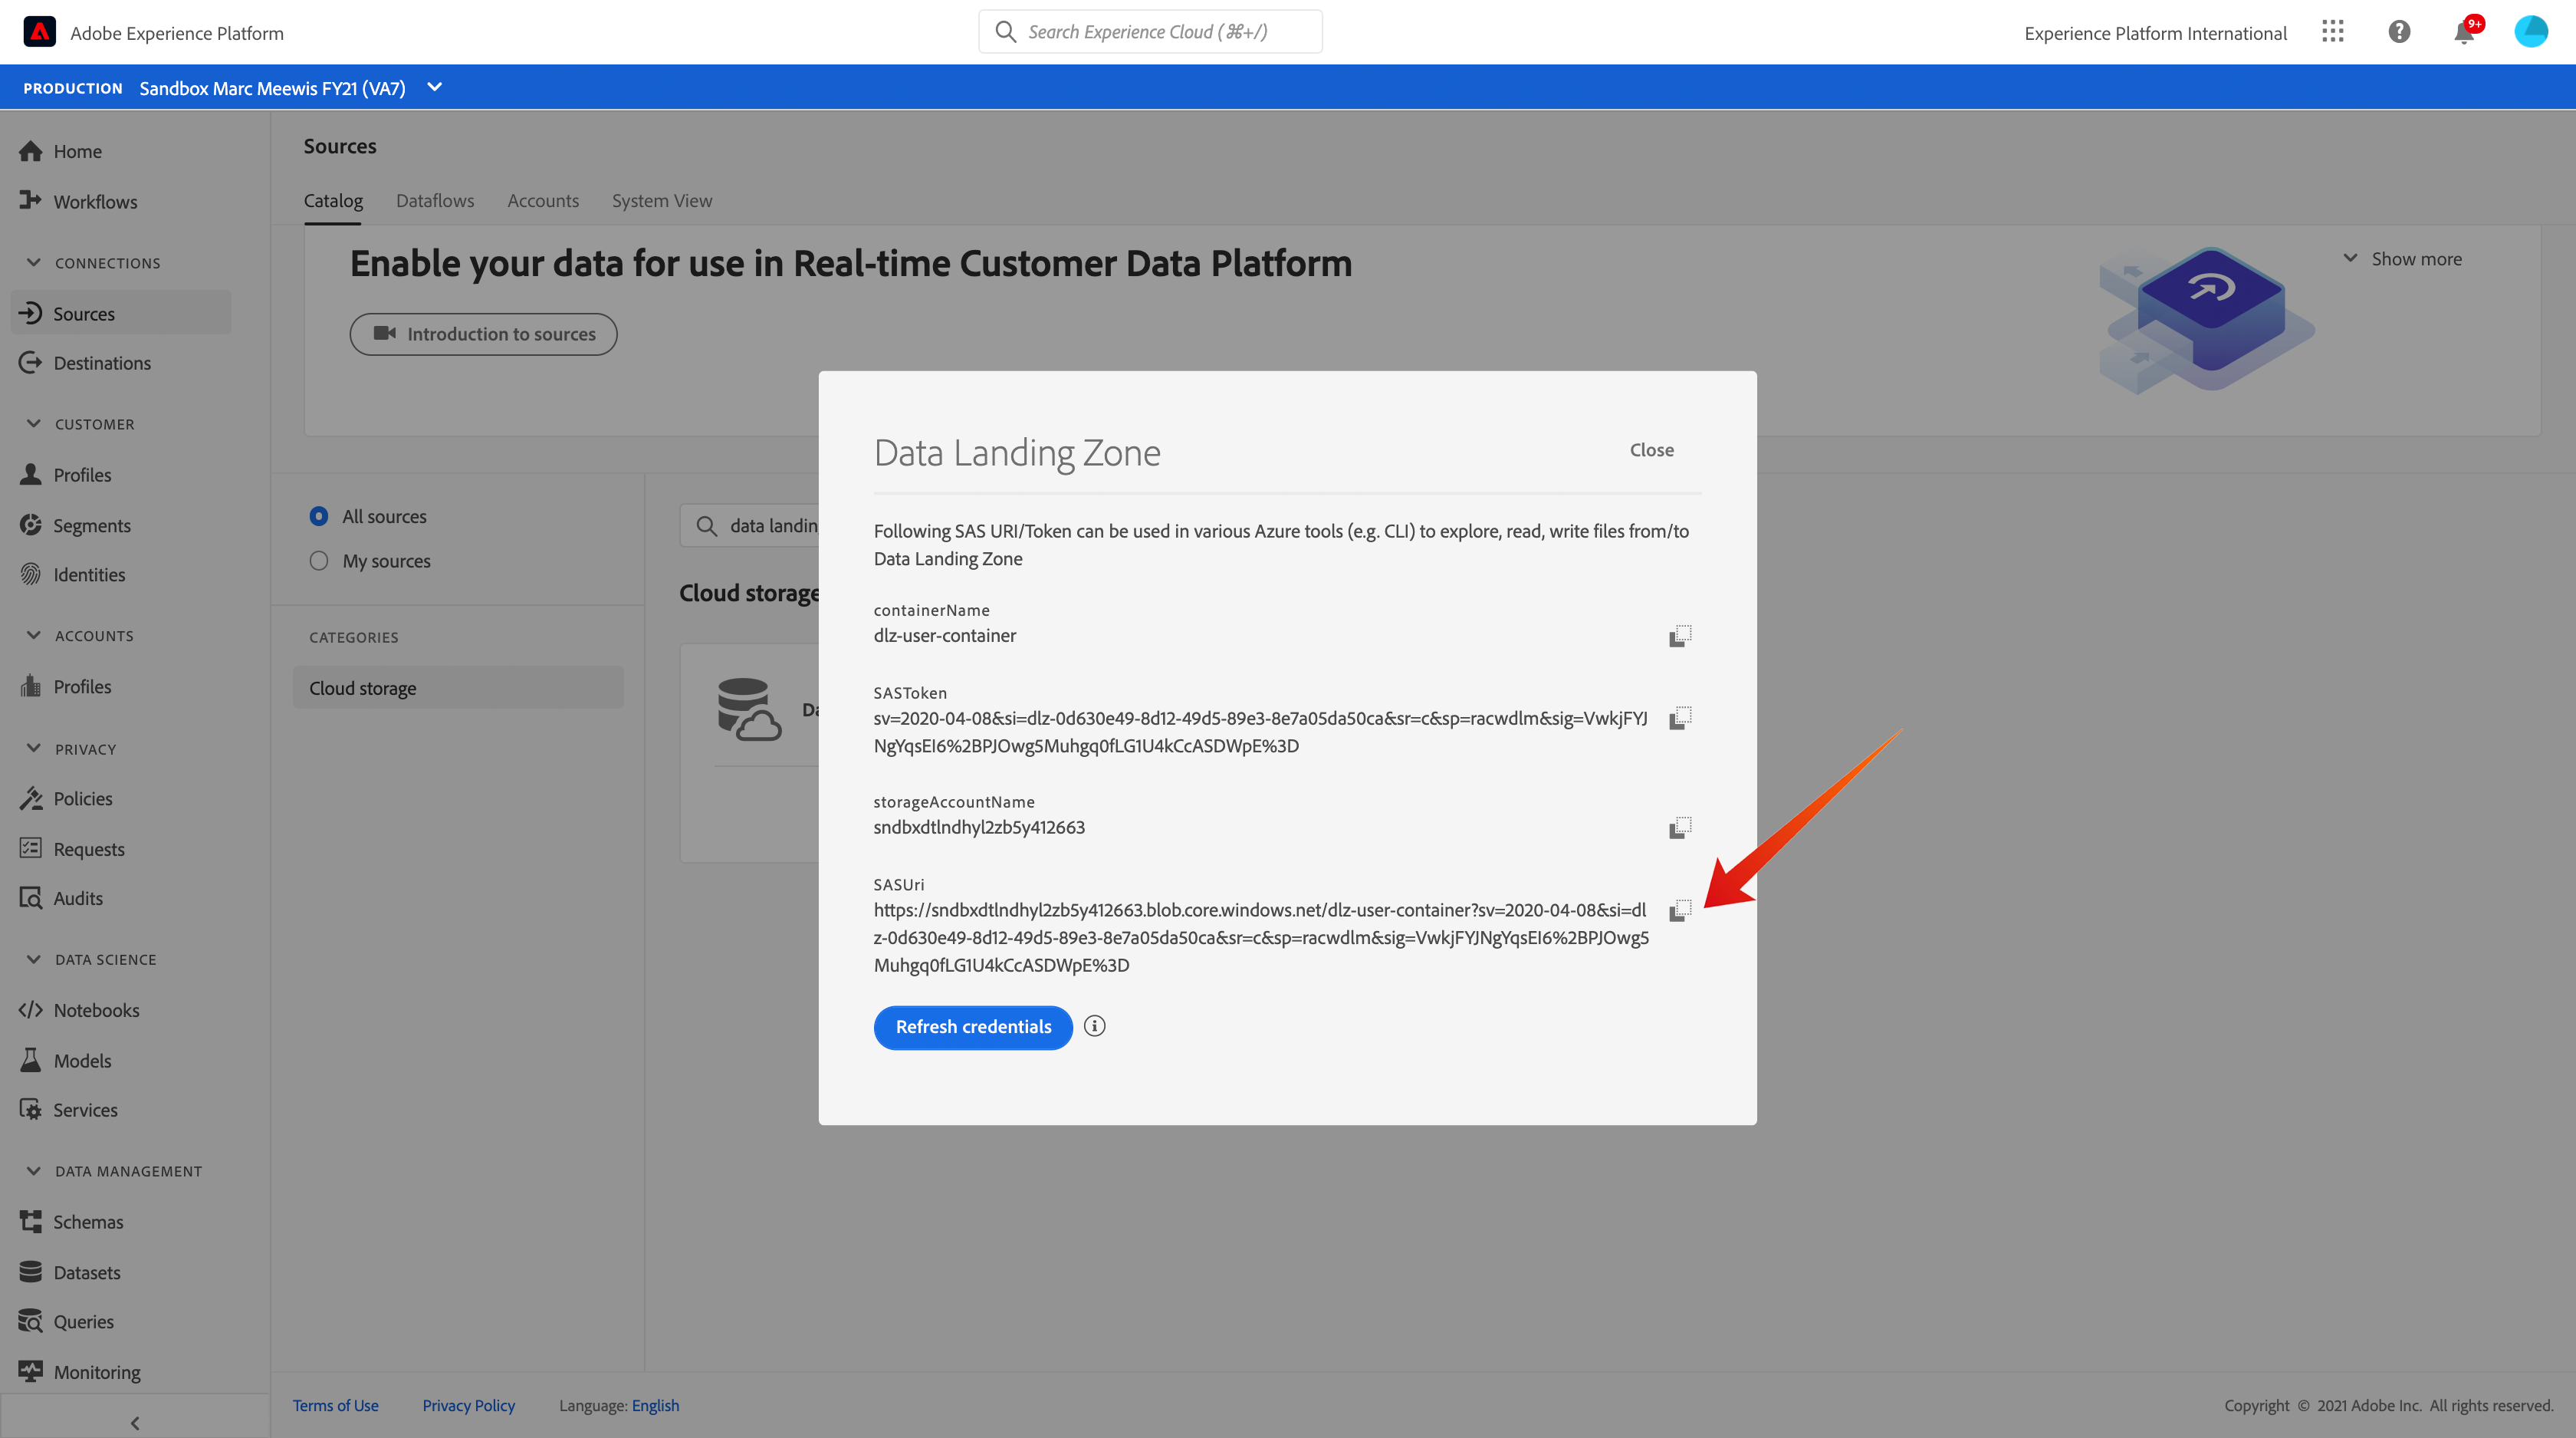 Adobe Experience Platform
Search Experience Cloud (⌘+/)
Experience Platform International
9+
PRODUCTION Sandbox Marc Meewis FY21 (VA7)
Home
Workflows
CONNECTIONS
Sources
Destinations
CUSTOMER
Profiles
Segments
Identities
ACCOUNTS
Profiles
PRIVACY
Policies
Requests
Audits
DATA SCIENCE
Notebooks
Models
Services
DATA MANAGEMENT
Schemas
Datasets
Queries
Monitoring
Sources
Catalog Dataflows Accounts System View
Enable your data for use in Real-time Customer Data Platform
Show more
Introduction to sources
All sources
My sources
CATEGORIES
Cloud storage
data landin
Cloud storage
Da
Data Landing Zone
Close
Following SAS URI/Token can be used in various Azure tools (e.g. CLI) to explore, read, write files from/to
Data Landing Zone
containerName
dlz-user-container
SASToken
sv=2020-04-08&si=dlz-0d630e49-8d12-49d5-89e3-8e7a05da50ca&sr=c&sp=racwdlm&sig=VwkjFYJ
NgYqsEI6%2BPJOwg5Muhgq0fLG1U4kCcASDWpE%3D
storageAccountName
sndbxdtlndhyl2zb5y412663
SASUri
https://sndbxdtlndhyl2zb5y412663.blob.core.windows.net/dlz-user-container?sv=2020-04-08&si=dl
z-0d630e49-8d12-49d5-89e3-8e7a05da50ca&sr=c&sp=racwdlm&sig=VwkjFYJNgYqsEI6%2BPJOwg5
Muhgq0fLG1U4kCcASDWpE%3D
Refresh credentials
Terms of Use Privacy Policy Language: English
Copyright © 2021 Adobe Inc. All rights reserved.